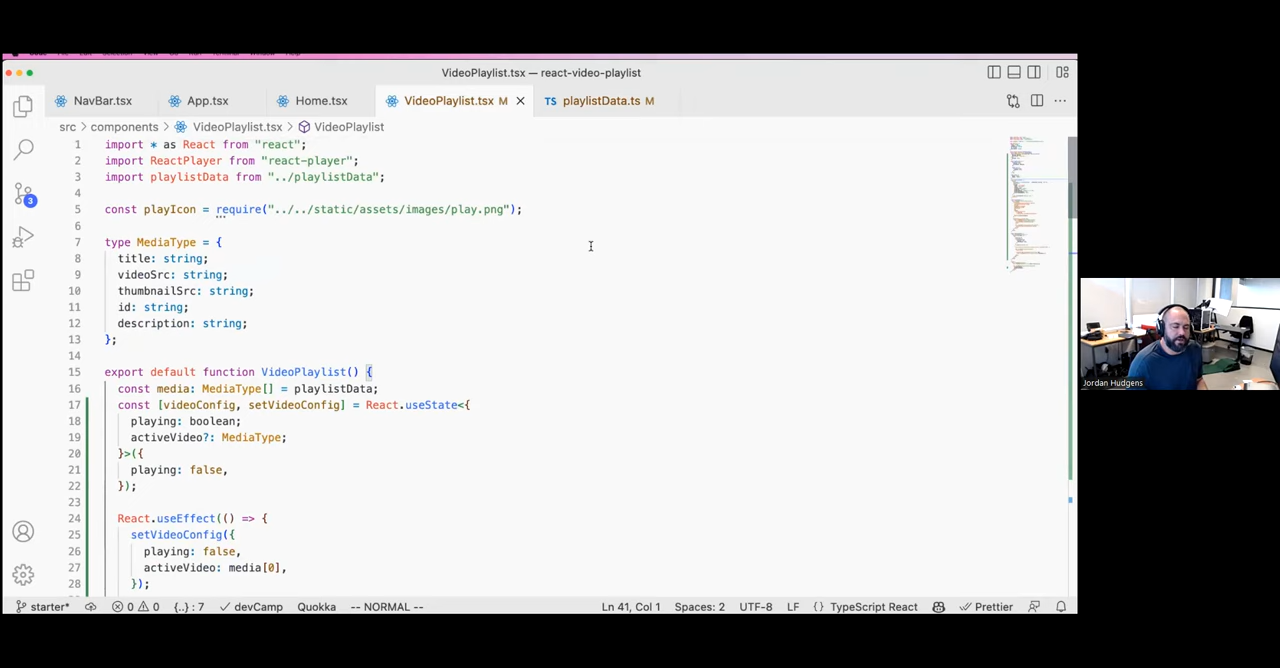 VideoPlaylist.tsx — react-video-playlist
NavBar.tsx App.tsx Home.tsx VideoPlaylist.tsx M TS playlistData.ts M
src > components > VideoPlaylist.tsx > VideoPlaylist
1 import * as React from "react";
2 import ReactPlayer from "react-player";
3 import playlistData from "../playlistData";
4
5 const playIcon = require("../../static/assets/images/play.png");
6
7 type MediaType = {
8 title: string;
9 videoSrc: string;
10 thumbnailSrc: string;
11 id: string;
12 description: string;
13 };
14
15 export default function VideoPlaylist() {
16 const media: MediaType[] = playlistData;
17 const [videoConfig, setVideoConfig] = React.useState<{
18 playing: boolean;
19 activeVideo?: MediaType;
20 }>({
21 playing: false,
22 });
23
24 React.useEffect(() => {
25 setVideoConfig({
26 playing: false,
27 activeVideo: media[0],
28 });
3
Jordan Hudgens
starter* 0 0 {..} : 7 devCamp Quokka -- NORMAL -- Ln 41, Col 1 Spaces: 2 UTF-8 LF {} TypeScript React Prettier